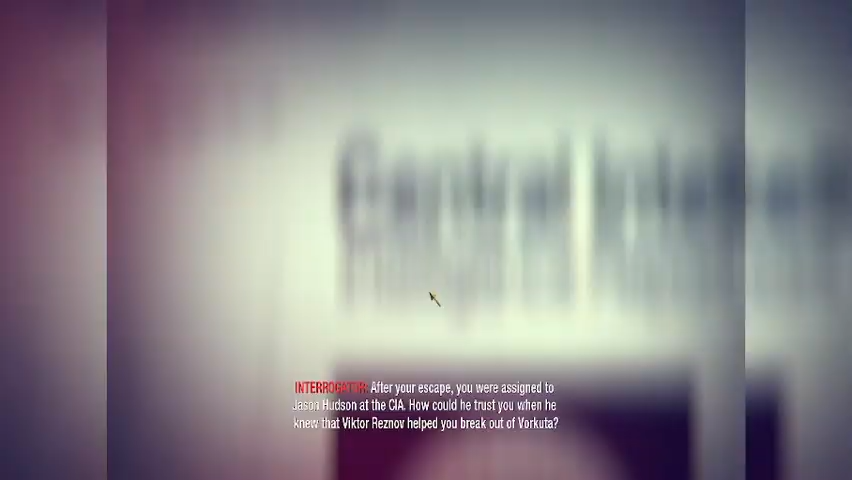 INTERROGATOR: After your escape, you were assigned to
Jason Hudson at the CIA. How could he trust you when he
knew that Viktor Reznov helped you break out of Vorkuta?